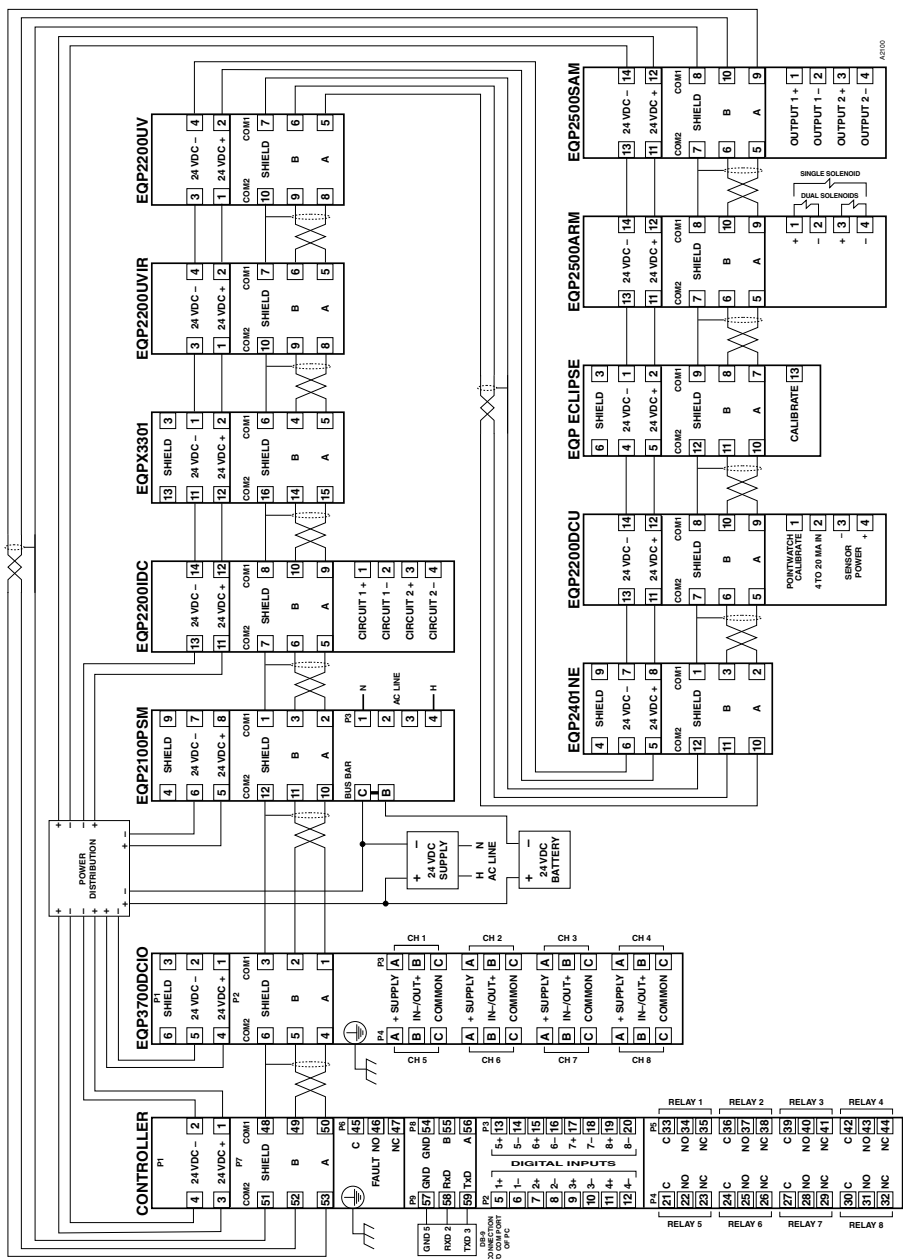 CONTROLLER
P1
4 24 VDC – 2
3 24 VDC + 1
COM2 P7 COM1
51 SHIELD 48
52 B 49
53 A 50
P6
C 45
FAULT NO 46
NC 47
P9 P8
GND 5 57 GND GND 54
RXD 2 58 RxD B 55
TXD 3 59 TxD A 56
DB-9
CONNECTION
TO COM PORT
OF PC
P2 P3
5 1+ 5+ 13
6 1– 5– 14
7 2+ 6+ 15
8 2– 6– 16
9 3+ 7+ 17
10 3– 7– 18
11 4+ 8+ 19
12 4– 8– 20
DIGITAL INPUTS
P4 P5
RELAY 5 RELAY 1
21 C C 33
22 NO NO 34
23 NC NC 35
RELAY 6 RELAY 2
24 C C 36
25 NO NO 37
26 NC NC 38
RELAY 7 RELAY 3
27 C C 39
28 NO NO 40
29 NC NC 41
RELAY 8 RELAY 4
30 C C 42
31 NO NO 43
32 NC NC 44
EQP3700DCIO
P1
6 SHIELD 3
5 24 VDC – 2
4 24 VDC + 1
COM2 P2 COM1
6 SHIELD 3
5 B 2
4 A 1
P4 P3
CH 5 CH 1
A + SUPPLY A
B IN–/OUT+ B
C COMMON C
CH 6 CH 2
A + SUPPLY A
B IN–/OUT+ B
C COMMON C
CH 7 CH 3
A + SUPPLY A
B IN–/OUT+ B
C COMMON C
CH 8 CH 4
A + SUPPLY A
B IN–/OUT+ B
C COMMON C
POWER
DISTRIBUTION
+ – – + + –
+ – – +
– +
– +
+ –
24 VDC
SUPPLY
H N
AC LINE
+ –
24 VDC
BATTERY
EQP2100PSM
4 SHIELD 9
6 24 VDC – 7
5 24 VDC + 8
COM2 COM1
12 SHIELD 1
11 B 3
10 A 2
BUS BAR P3
C 1 N
B 2
AC LINE
3
4 H
EQP2200IDC
13 24 VDC – 14
11 24 VDC + 12
COM2 COM1
7 SHIELD 8
6 B 10
5 A 9
CIRCUIT 1 + 1
CIRCUIT 1 – 2
CIRCUIT 2 + 3
CIRCUIT 2 – 4
EQPX3301
13 SHIELD 3
11 24 VDC – 1
12 24 VDC + 2
COM2 COM1
16 SHIELD 6
14 B 4
15 A 5
EQP2200UVIR
3 24 VDC – 4
1 24 VDC + 2
COM2 COM1
10 SHIELD 7
9 B 6
8 A 5
EQP2200UV
3 24 VDC – 4
1 24 VDC + 2
COM2 COM1
10 SHIELD 7
9 B 6
8 A 5
EQP2401NE
4 SHIELD 9
6 24 VDC – 7
5 24 VDC + 8
COM2 COM1
12 SHIELD 1
11 B 3
10 A 2
EQP2200DCU
13 24 VDC – 14
11 24 VDC + 12
COM2 COM1
7 SHIELD 8
6 B 10
5 A 9
POINTWATCH
CALIBRATE 1
4 TO 20 MA IN 2
– 3
SENSOR
POWER
+ 4
EQP ECLIPSE
6 SHIELD 3
4 24 VDC – 1
5 24 VDC + 2
COM2 COM1
12 SHIELD 9
11 B 8
10 A 7
CALIBRATE 13
EQP2500ARM
13 24 VDC – 14
11 24 VDC + 12
COM2 COM1
7 SHIELD 8
6 B 10
5 A 9
+ 1
– 2
+ 3
– 4
DUAL SOLENOIDS
SINGLE SOLENOID
EQP2500SAM
13 24 VDC – 14
11 24 VDC + 12
COM2 COM1
7 SHIELD 8
6 B 10
5 A 9
OUTPUT 1 + 1
OUTPUT 1 – 2
OUTPUT 2 + 3
OUTPUT 2 – 4
A2100